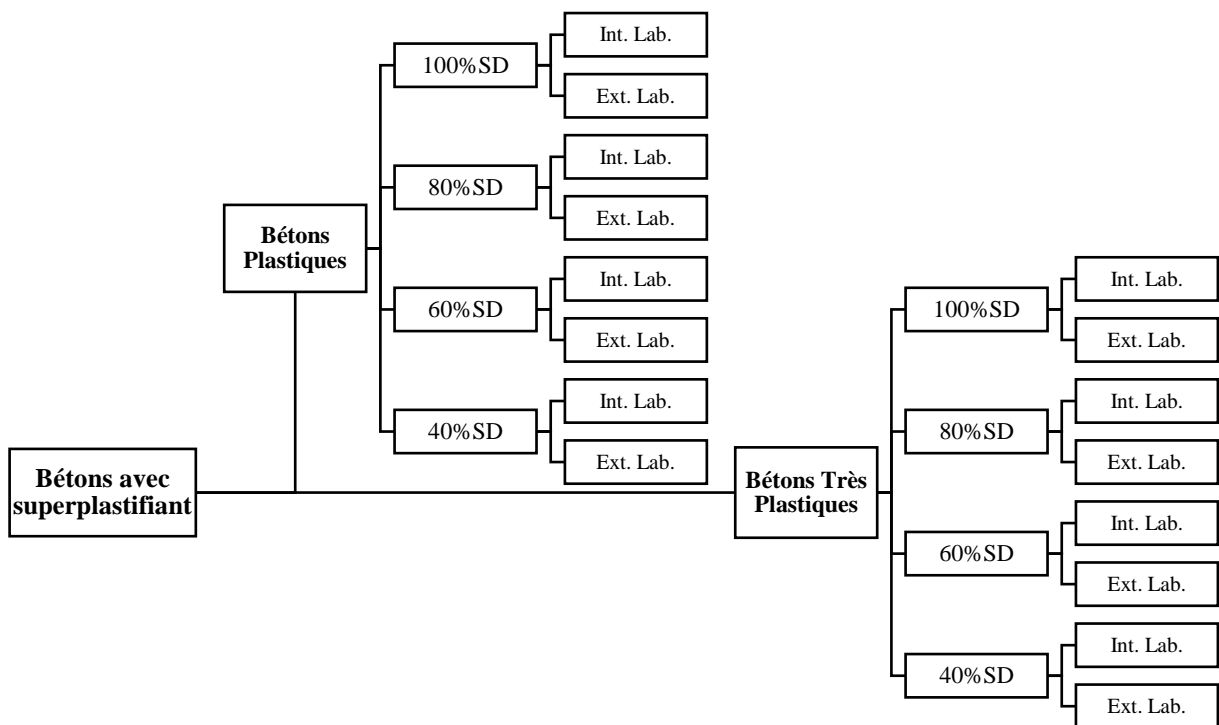 Bétons avec
superplastifiant
Bétons
Plastiques
100%SD
Int. Lab.
Ext. Lab.
80%SD
Int. Lab.
Ext. Lab.
60%SD
Int. Lab.
Ext. Lab.
40%SD
Int. Lab.
Ext. Lab.
Bétons Très
Plastiques
100%SD
Int. Lab.
Ext. Lab.
80%SD
Int. Lab.
Ext. Lab.
60%SD
Int. Lab.
Ext. Lab.
40%SD
Int. Lab.
Ext. Lab.